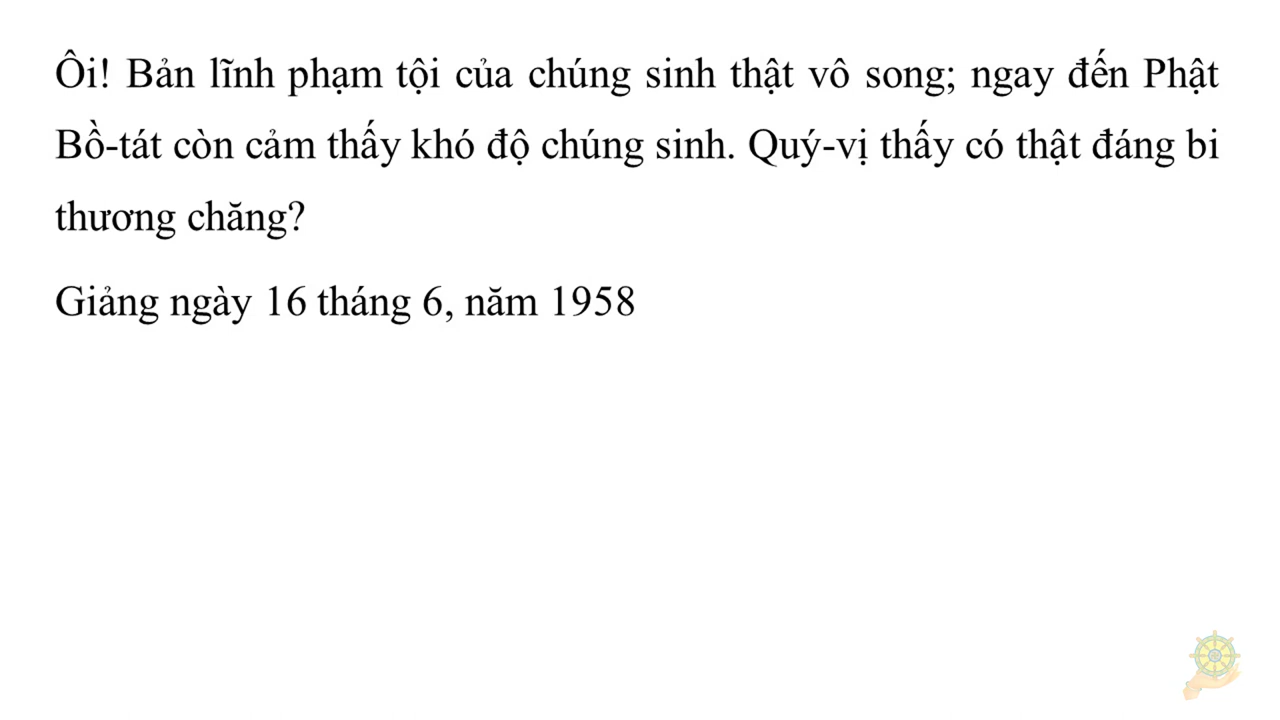 Ôi! Bản lĩnh phạm tội của chúng sinh thật vô song; ngay đến Phật
Bồ-tát còn cảm thấy khó độ chúng sinh. Quý-vị thấy có thật đáng bi
thương chăng?
Giảng ngày 16 tháng 6, năm 1958